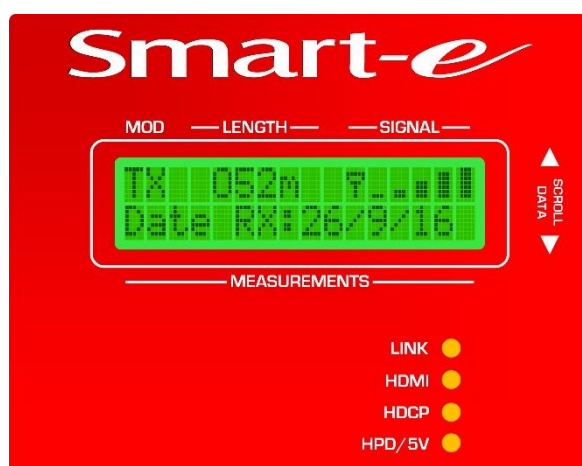 Smart-e
MOD LENGTH SIGNAL
TX 052m
Date RX:26/9/16
SCROLL
DATA
MEASUREMENTS
LINK
HDMI
HDCP
HPD/5V